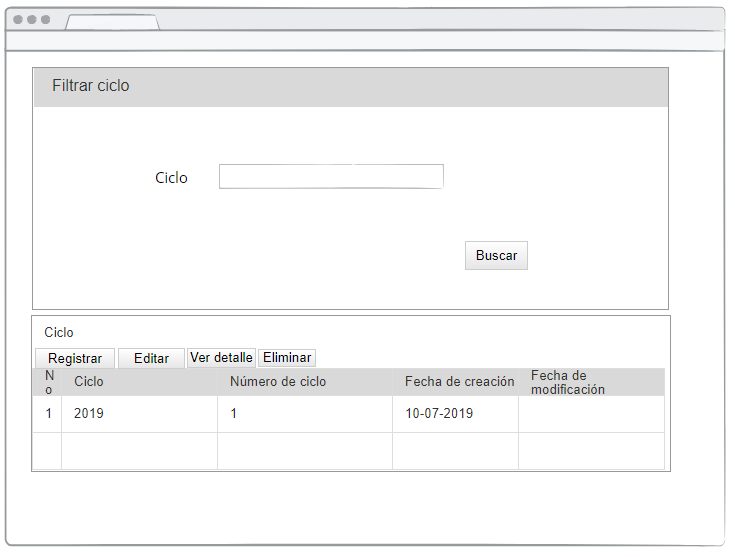 Filtrar ciclo
Ciclo
Buscar
Ciclo
Registrar Editar Ver detalle Eliminar
No Ciclo Número de ciclo Fecha de creación Fecha de modificación
1 2019 1 10-07-2019